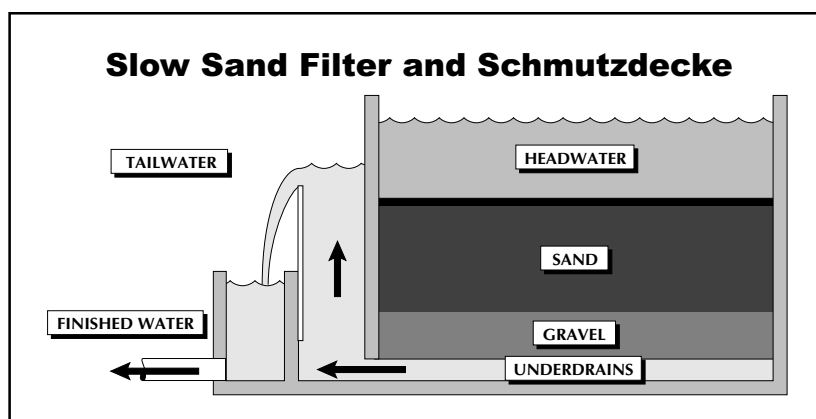 Slow Sand Filter and Schmutzdecke
TAILWATER
HEADWATER
SAND
FINISHED WATER
GRAVEL
UNDERDRAINS